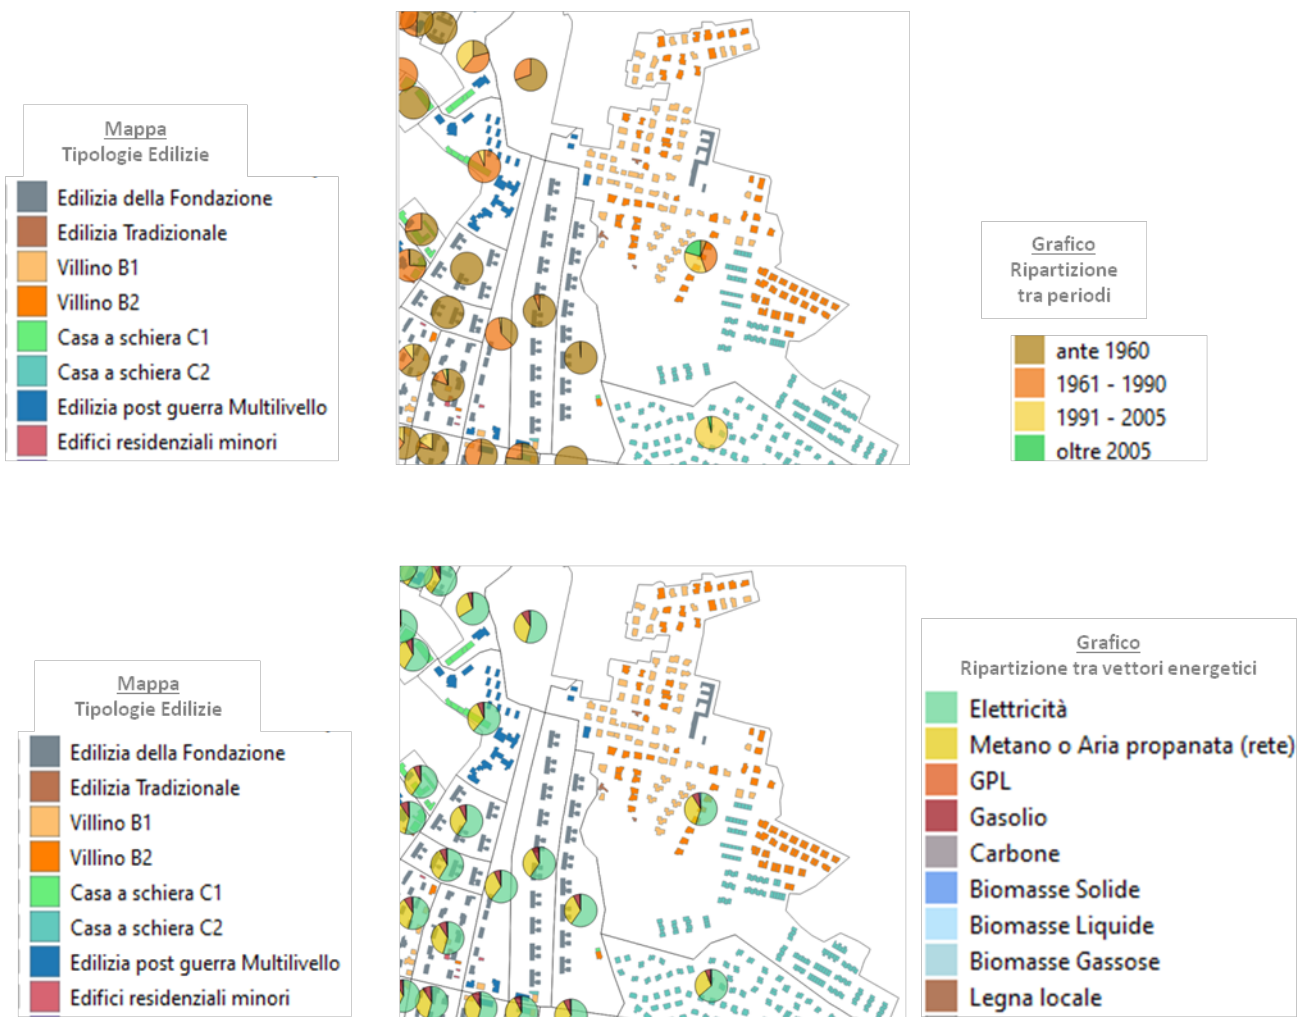 Mappa
Tipologie Edilizie
Edilizia della Fondazione
Edilizia Tradizionale
Villino B1
Villino B2
Casa a schiera C1
Casa a schiera C2
Edilizia post guerra Multilivello
Edifici residenziali minori
Grafico
Ripartizione
tra periodi
ante 1960
1961 - 1990
1991 - 2005
oltre 2005
Mappa
Tipologie Edilizie
Edilizia della Fondazione
Edilizia Tradizionale
Villino B1
Villino B2
Casa a schiera C1
Casa a schiera C2
Edilizia post guerra Multilivello
Edifici residenziali minori
Grafico
Ripartizione tra vettori energetici
Elettricità
Metano o Aria propanata (rete)
GPL
Gasolio
Carbone
Biomasse Solide
Biomasse Liquide
Biomasse Gassose
Legna locale